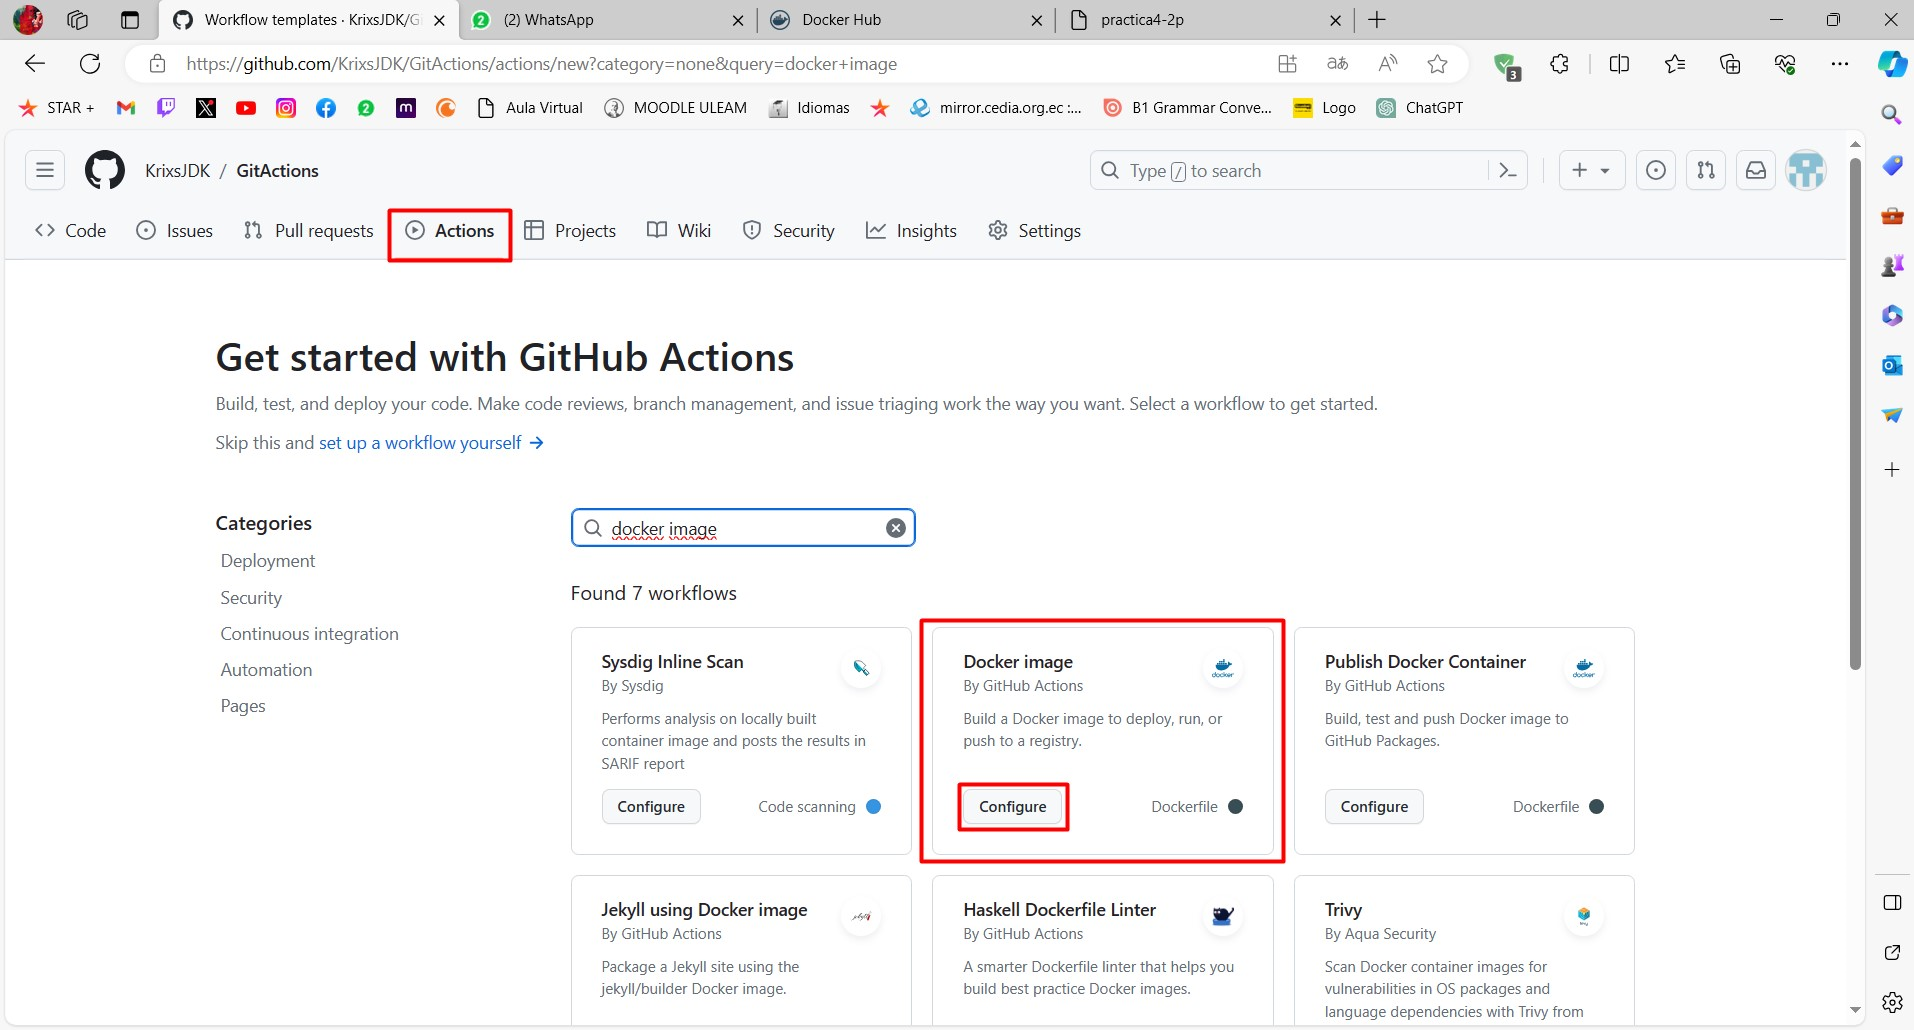 Workflow templates · KrixsJDK/Gi
(2) WhatsApp
Docker Hub
practica4-2p
https://github.com/KrixsJDK/GitActions/actions/new?category=none&query=docker+image
3
STAR +
Aula Virtual
MOODLE ULEAM
Idiomas
mirror.cedia.org.ec :...
B1 Grammar Conve...
Logo
ChatGPT
KrixsJDK / GitActions
Type / to search
Code
Issues
Pull requests
Actions
Projects
Wiki
Security
Insights
Settings
Get started with GitHub Actions
Build, test, and deploy your code. Make code reviews, branch management, and issue triaging work the way you want. Select a workflow to get started.
Skip this and set up a workflow yourself →
Categories
Deployment
Security
Continuous integration
Automation
Pages
docker image
Found 7 workflows
Sysdig Inline Scan
By Sysdig
Performs analysis on locally built
container image and posts the results in
SARIF report
Configure
Code scanning
Docker image
By GitHub Actions
docker
Build a Docker image to deploy, run, or
push to a registry.
Configure
Dockerfile
Publish Docker Container
By GitHub Actions
docker
Build, test and push Docker image to
GitHub Packages.
Configure
Dockerfile
Jekyll using Docker image
By GitHub Actions
Package a Jekyll site using the
jekyll/builder Docker image.
Haskell Dockerfile Linter
By GitHub Actions
A smarter Dockerfile linter that helps you
build best practice Docker images.
Trivy
By Aqua Security
Scan Docker container images for
vulnerabilities in OS packages and
language dependencies with Trivy from